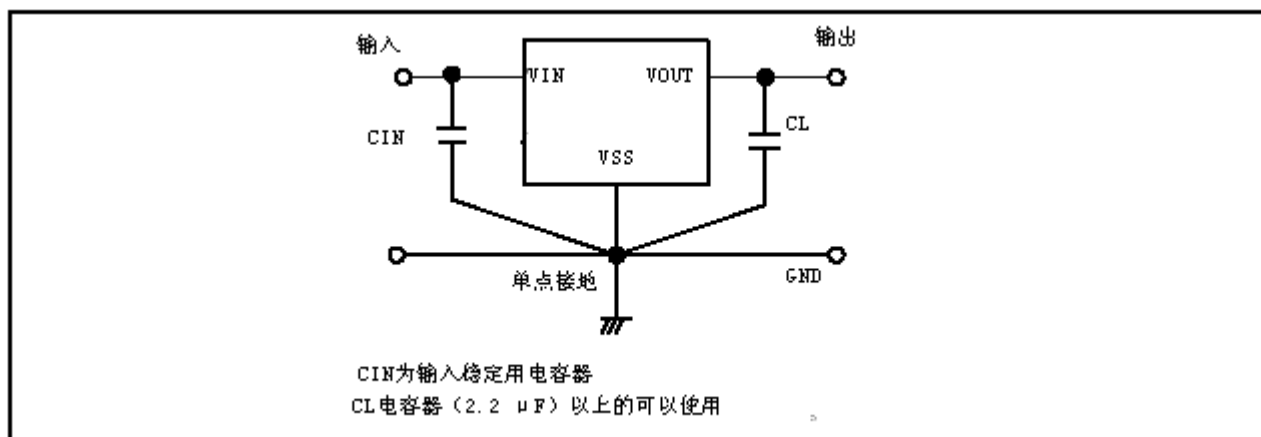 输入
输出
VIN
VOUT
CIN
CL
VSS
单点接地
GND
CIN为输入稳定用电容器
CL电容器（2.2 μF）以上的可以使用